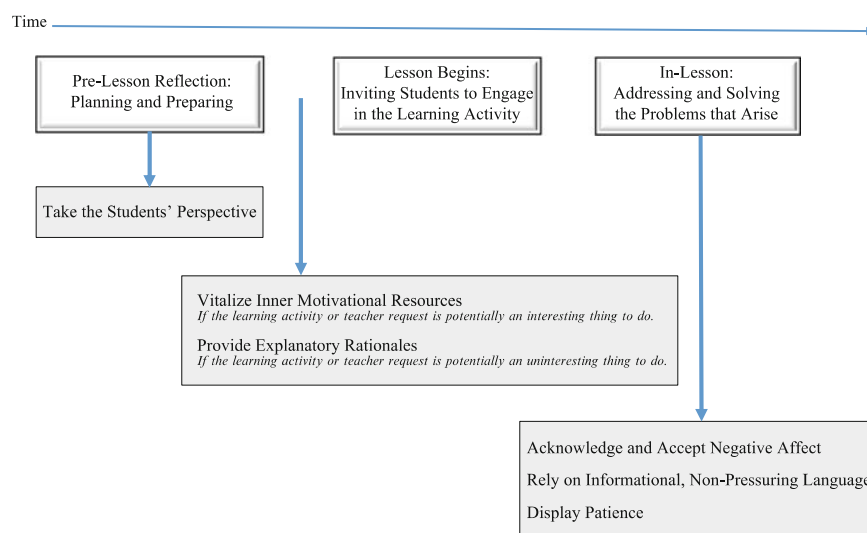 Time
Pre-Lesson Reflection:
Planning and Preparing
Lesson Begins:
Inviting Students to Engage
in the Learning Activity
In-Lesson:
Addressing and Solving
the Problems that Arise
Take the Students’ Perspective
Vitalize Inner Motivational Resources
If the learning activity or teacher request is potentially an interesting thing to do.
Provide Explanatory Rationales
If the learning activity or teacher request is potentially an uninteresting thing to do.
Acknowledge and Accept Negative Affect
Rely on Informational, Non-Pressuring Language
Display Patience